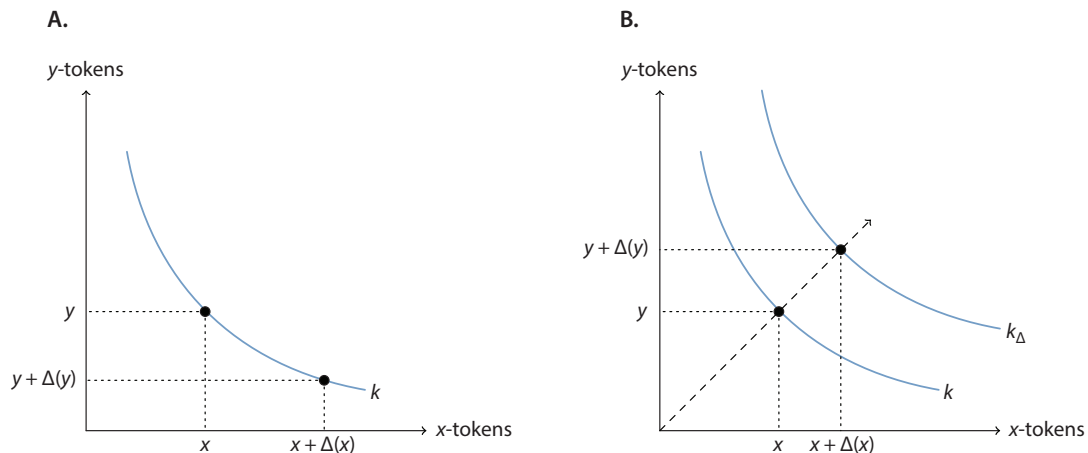 A.
y-tokens
y
y + Δ(y)
k
x
x + Δ(x)
x-tokens
B.
y-tokens
y + Δ(y)
y
k_Δ
k
x
x + Δ(x)
x-tokens